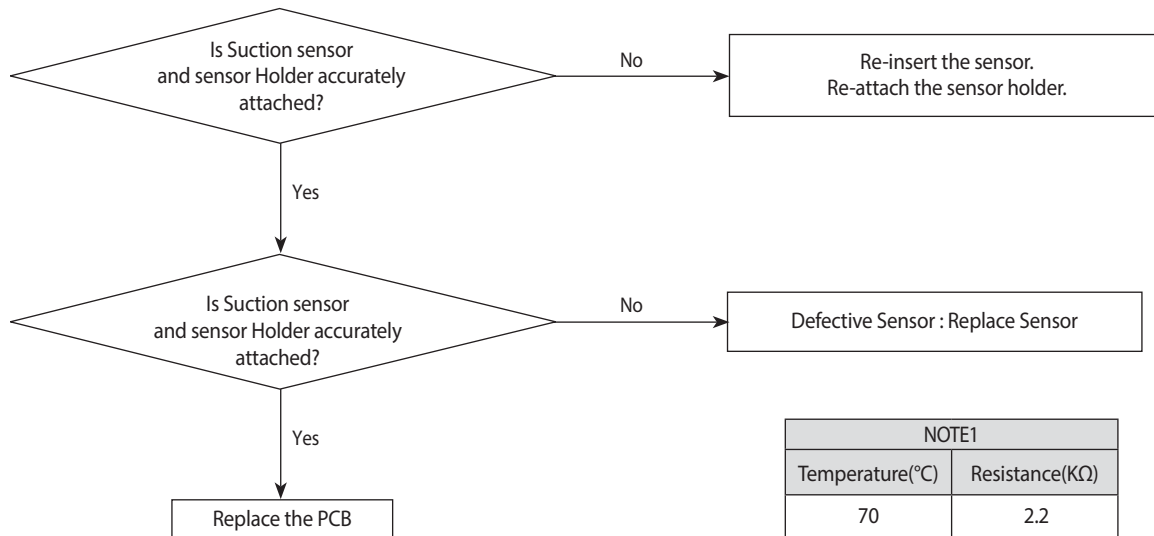 Is Suction sensor
and sensor Holder accurately
attached?
No
Re-insert the sensor.
Re-attach the sensor holder.
Yes
Is Suction sensor
and sensor Holder accurately
attached?
No
Defective Sensor : Replace Sensor
Yes
Replace the PCB
NOTE1
Temperature(°C) Resistance(KΩ)
70 2.2